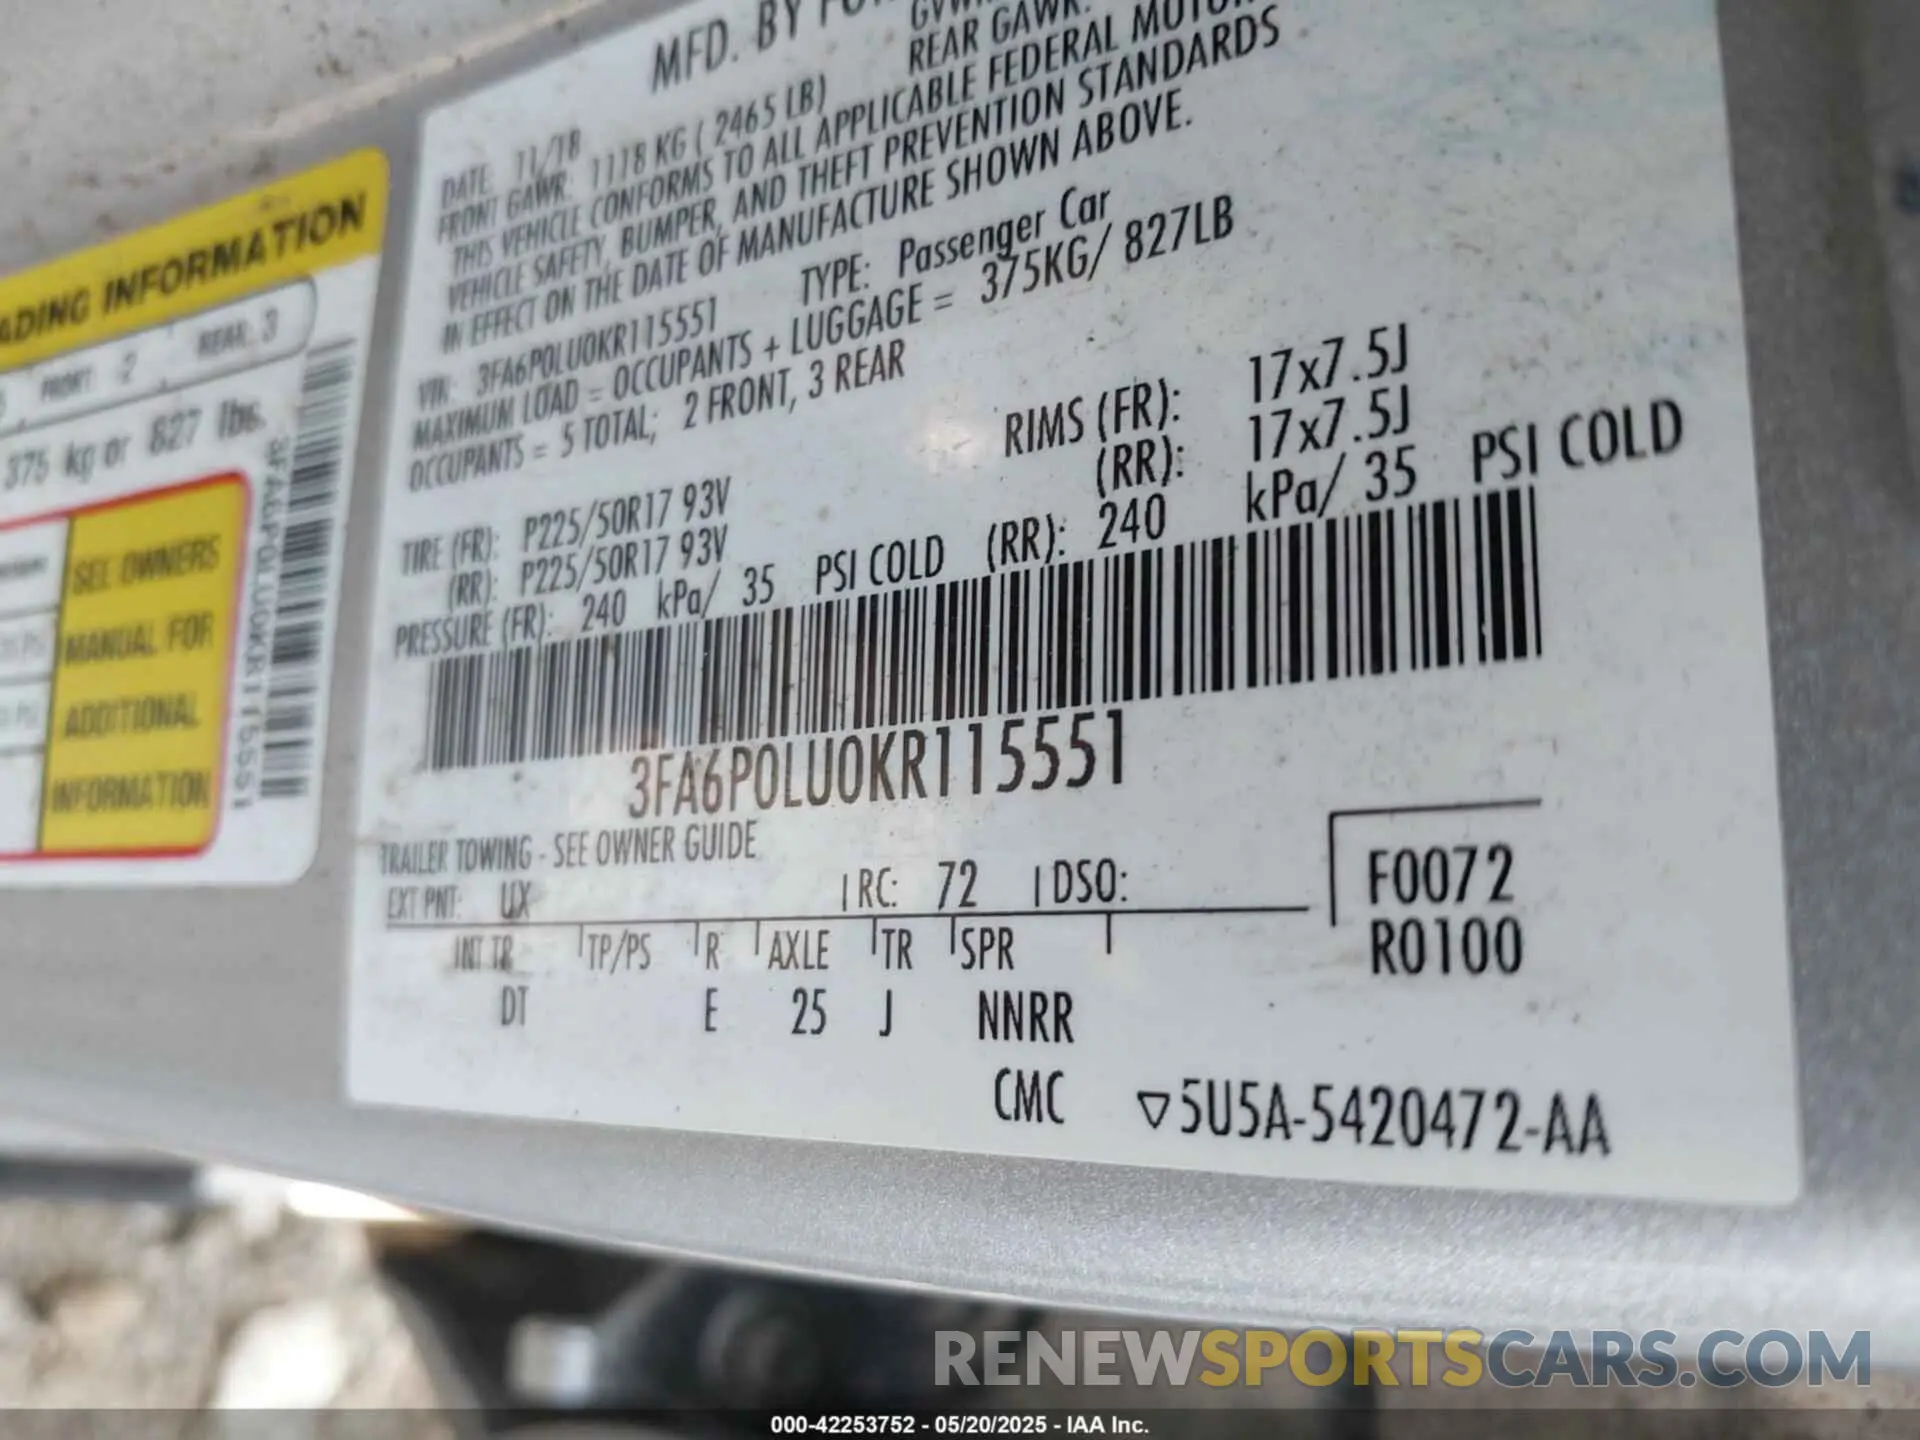 MFD. BY
REAR GAWR:
DATE: 11/18
FRONT GAWR: 1118 KG ( 2465 LB)
THIS VEHICLE CONFORMS TO ALL APPLICABLE FEDERAL MOTOR
VEHICLE SAFETY, BUMPER, AND THEFT PREVENTION STANDARDS
IN EFFECT ON THE DATE OF MANUFACTURE SHOWN ABOVE.
VIN: 3FA6P0LU0KR115551 TYPE: Passenger Car
MAXIMUM LOAD = OCCUPANTS + LUGGAGE = 375KG/ 827LB
OCCUPANTS = 5 TOTAL; 2 FRONT, 3 REAR
RIMS (FR): 17x7.5J
(RR): 17x7.5J
TIRE (FR): P225/50R17 93V
(RR): P225/50R17 93V
PRESSURE (FR): 240 kPa/ 35 PSI COLD (RR): 240 kPa/ 35 PSI COLD
3FA6P0LU0KR115551
TRAILER TOWING - SEE OWNER GUIDE
EXT PNT: UX RC: 72 DSO:
F0072
R0100
INT TR TP/PS R AXLE TR SPR
DT E 25 J NNRR
CMC 5U5A-5420472-AA
INFORMATION
FRONT: 2 REAR: 3
375 kg or 827 lbs.
SEE OWNERS
MANUAL FOR
ADDITIONAL
INFORMATION
3FA6P0LU0KR115551
RENEWSPORTSCARS.COM
000-42253752 - 05/20/2025 - IAA Inc.